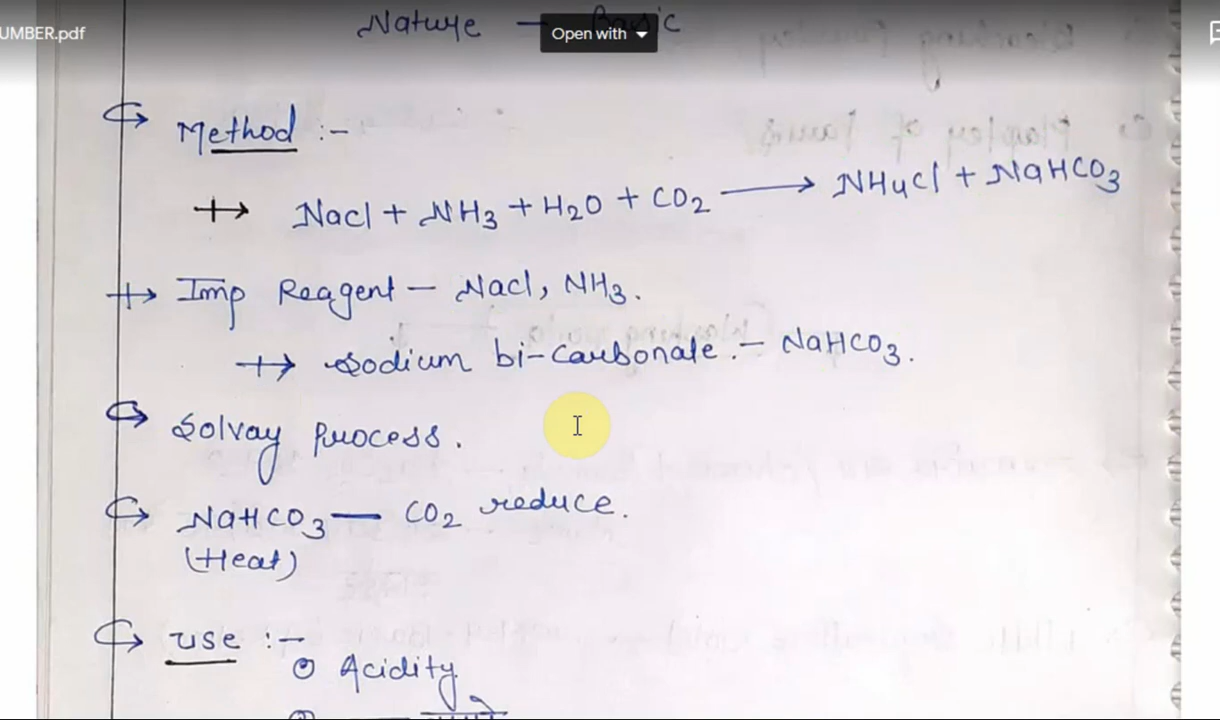 Nature — Basic
UMBER.pdf
Open with
Method :-
NaCl + NH3 + H2O + CO2 → NH4Cl + NaHCO3
Imp Reagent — NaCl, NH3.
Sodium bi-carbonate :- NaHCO3.
Solvay Process.
NaHCO3 — CO2 reduce.
(Heat)
use :-
Acidity